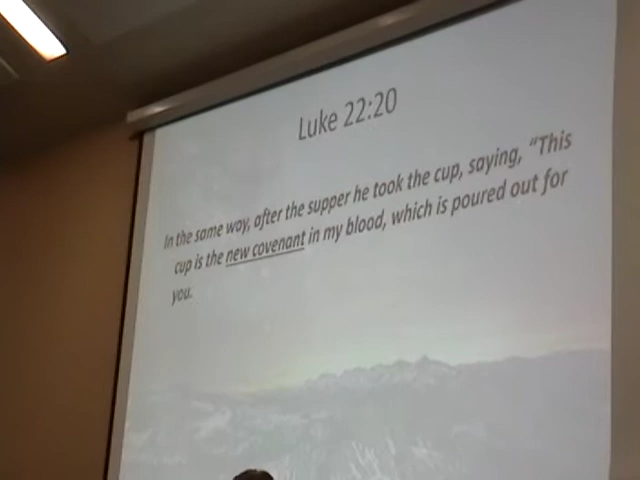 Luke 22:20
In the same way, after the supper he took the cup, saying, “This
cup is the new covenant in my blood, which is poured out for
you.